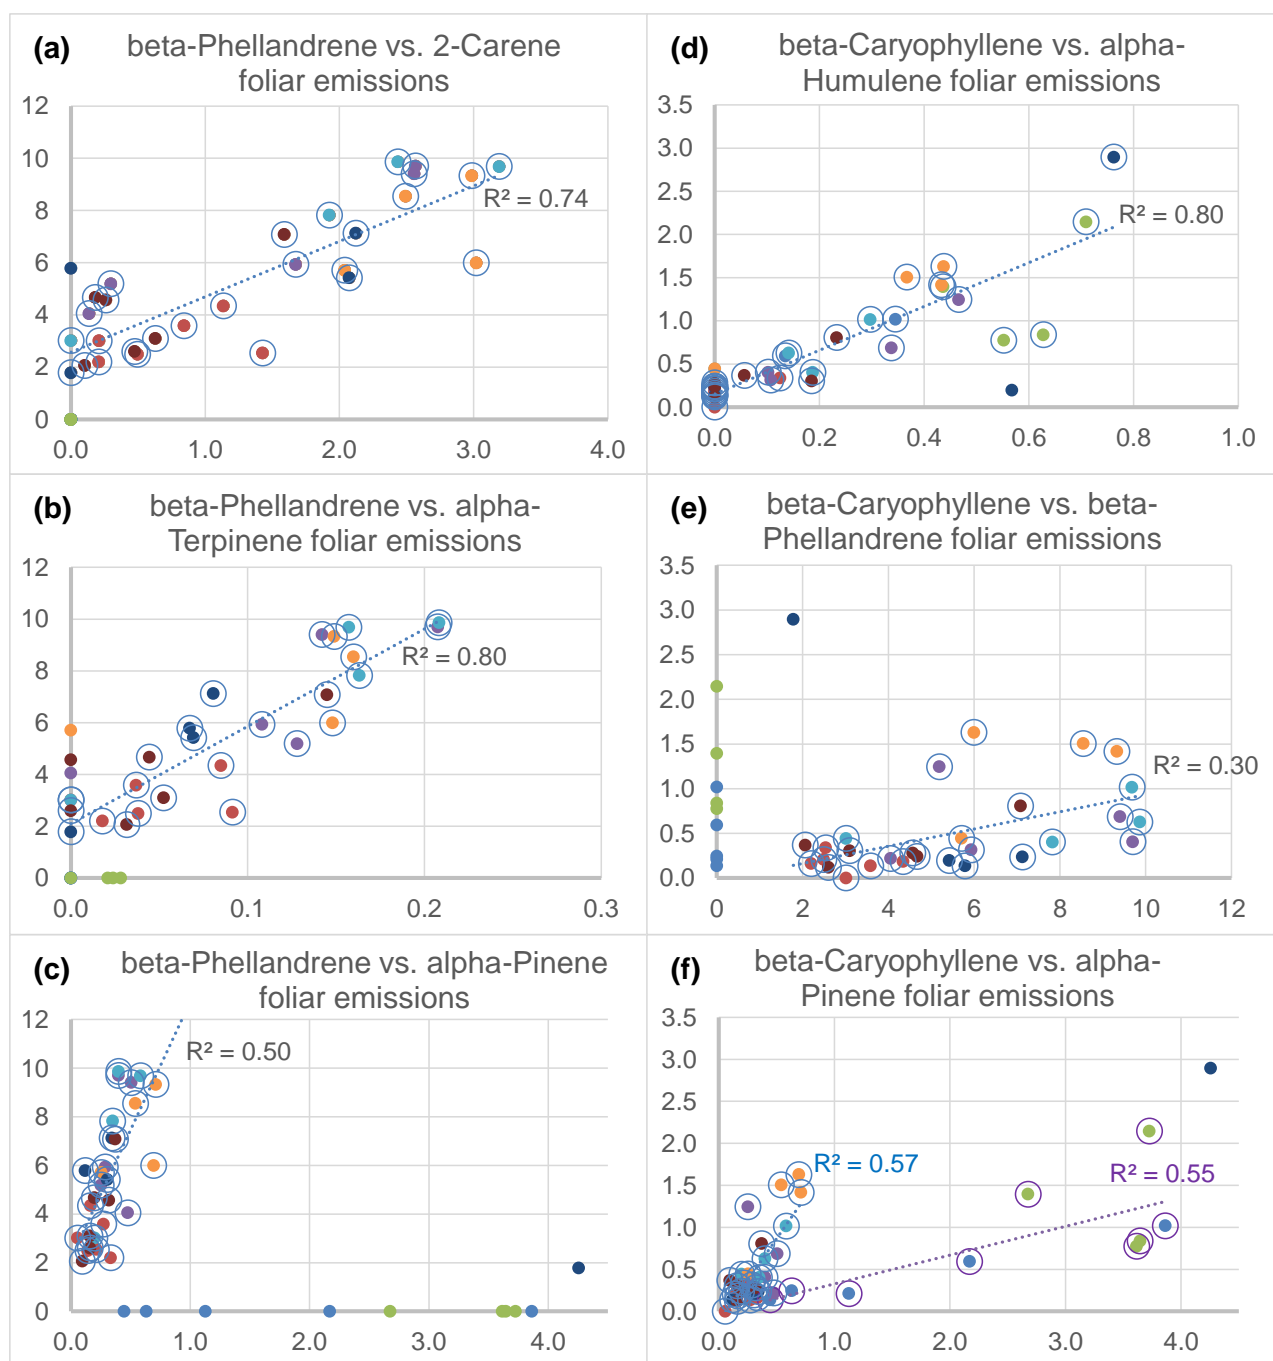 (a) beta-Phellandrene vs. 2-Carene
foliar emissions
12
10
8
6
4
2
0
R² = 0.74
0.0 1.0 2.0 3.0 4.0
(b) beta-Phellandrene vs. alpha-
Terpinene foliar emissions
12
10
8
6
4
2
0
R² = 0.80
0.0 0.1 0.2 0.3
(c) beta-Phellandrene vs. alpha-Pinene
foliar emissions
12
10
8
6
4
2
0
R² = 0.50
0.0 1.0 2.0 3.0 4.0
(d) beta-Caryophyllene vs. alpha-
Humulene foliar emissions
3.5
3.0
2.5
2.0
1.5
1.0
0.5
0.0
R² = 0.80
0.0 0.2 0.4 0.6 0.8 1.0
(e) beta-Caryophyllene vs. beta-
Phellandrene foliar emissions
3.5
3.0
2.5
2.0
1.5
1.0
0.5
0.0
R² = 0.30
0 2 4 6 8 10 12
(f) beta-Caryophyllene vs. alpha-
Pinene foliar emissions
3.5
3.0
2.5
2.0
1.5
1.0
0.5
0.0
R² = 0.57
R² = 0.55
0.0 1.0 2.0 3.0 4.0